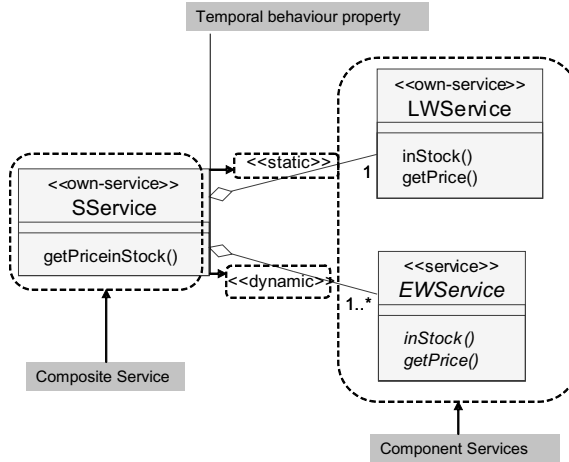 Temporal behaviour property
<<own-service>>
LWService
inStock()
getPrice()
<<static>>
1
<<own-service>>
SService
getPriceinStock()
<<dynamic>>
1..*
<<service>>
EWService
inStock()
getPrice()
Composite Service
Component Services